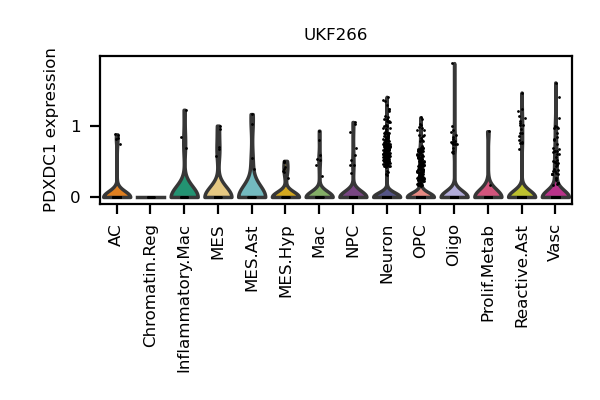 UKF266
PDXDC1 expression
1
0
AC
Chromatin.Reg
Inflammatory.Mac
MES
MES.Ast
MES.Hyp
Mac
NPC
Neuron
OPC
Oligo
Prolif.Metab
Reactive.Ast
Vasc